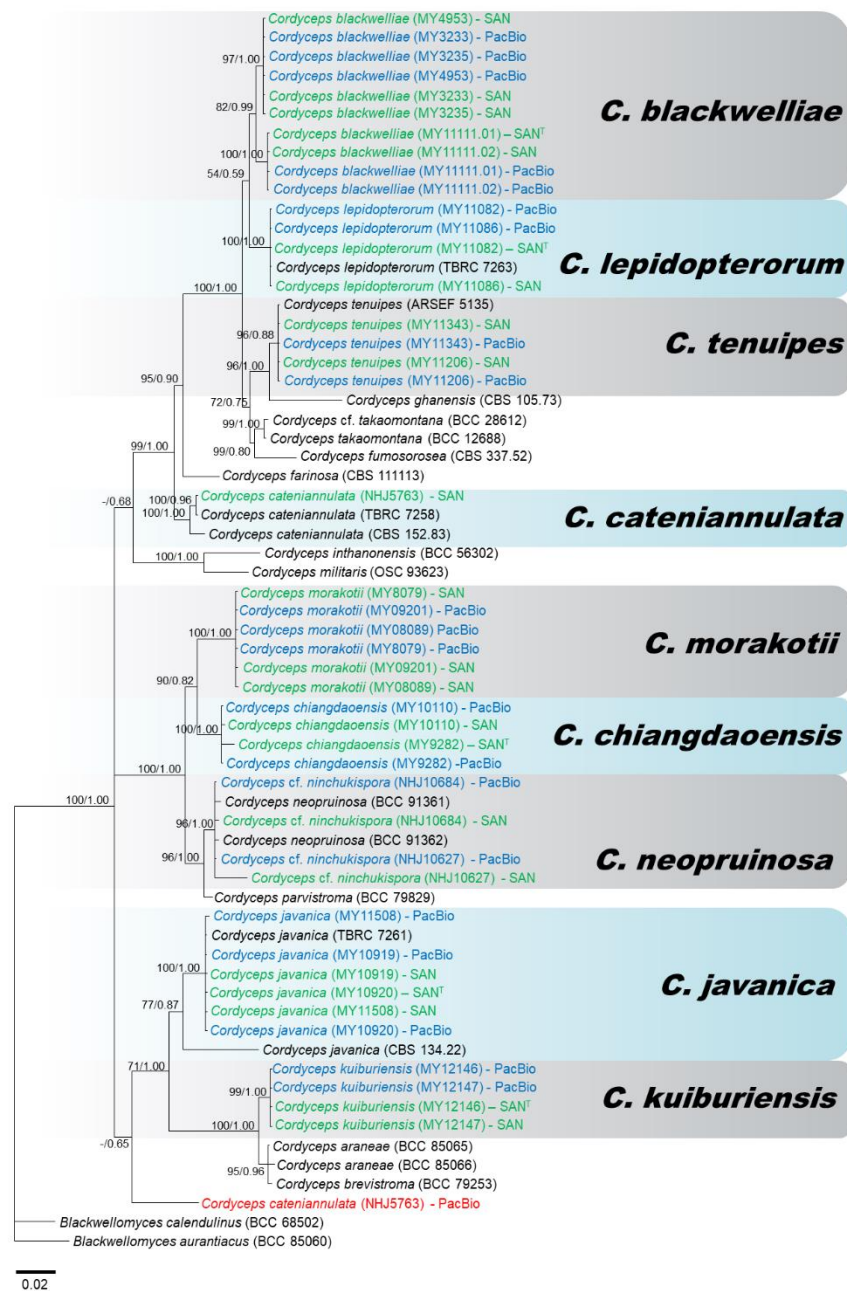 Cordyceps blackwelliae (MY4953) - SAN
Cordyceps blackwelliae (MY3233) - PacBio
97/1.00
Cordyceps blackwelliae (MY3235) - PacBio
Cordyceps blackwelliae (MY4953) - PacBio
Cordyceps blackwelliae (MY3233) - SAN
82/0.99
Cordyceps blackwelliae (MY3235) - SAN
C. blackwelliae
Cordyceps blackwelliae (MY11111.01) – SANᵀ
100/1.00
Cordyceps blackwelliae (MY11111.02) - SAN
54/0.59
Cordyceps blackwelliae (MY11111.01) - PacBio
Cordyceps blackwelliae (MY11111.02) - PacBio
Cordyceps lepidopterorum (MY11082) - PacBio
Cordyceps lepidopterorum (MY11086) - PacBio
100/1.00
Cordyceps lepidopterorum (MY11082) – SANᵀ
C. lepidopterorum
Cordyceps lepidopterorum (TBRC 7263)
100/1.00
Cordyceps lepidopterorum (MY11086) - SAN
Cordyceps tenuipes (ARSEF 5135)
Cordyceps tenuipes (MY11343) - SAN
96/0.88
Cordyceps tenuipes (MY11343) - PacBio
C. tenuipes
96/1.00
Cordyceps tenuipes (MY11206) - SAN
95/0.90
Cordyceps tenuipes (MY11206) - PacBio
72/0.75
Cordyceps ghanensis (CBS 105.73)
99/1.00
Cordyceps cf. takaomontana (BCC 28612)
Cordyceps takaomontana (BCC 12688)
99/1.00
99/0.80
Cordyceps fumosorosea (CBS 337.52)
Cordyceps farinosa (CBS 111113)
-/0.68
100/0.96
Cordyceps cateniannulata (NHJ5763) - SAN
100/1.00
Cordyceps cateniannulata (TBRC 7258)
C. cateniannulata
Cordyceps cateniannulata (CBS 152.83)
100/1.00
Cordyceps inthanonensis (BCC 56302)
Cordyceps militaris (OSC 93623)
Cordyceps morakotii (MY8079) - SAN
Cordyceps morakotii (MY09201) - PacBio
100/1.00
Cordyceps morakotii (MY08089) PacBio
Cordyceps morakotii (MY8079) - PacBio
C. morakotii
90/0.82
Cordyceps morakotii (MY09201) - SAN
Cordyceps morakotii (MY08089) - SAN
Cordyceps chiangdaoensis (MY10110) - PacBio
100/1.00
Cordyceps chiangdaoensis (MY10110) - SAN
Cordyceps chiangdaoensis (MY9282) – SANᵀ
C. chiangdaoensis
Cordyceps chiangdaoensis (MY9282) -PacBio
100/1.00
Cordyceps cf. ninchukispora (NHJ10684) - PacBio
100/1.00
Cordyceps neopruinosa (BCC 91361)
Cordyceps cf. ninchukispora (NHJ10684) - SAN
96/1.00
Cordyceps neopruinosa (BCC 91362)
96/1.00
Cordyceps cf. ninchukispora (NHJ10627) - PacBio
C. neopruinosa
Cordyceps cf. ninchukispora (NHJ10627) - SAN
Cordyceps parvistroma (BCC 79829)
Cordyceps javanica (MY11508) - PacBio
Cordyceps javanica (TBRC 7261)
Cordyceps javanica (MY10919) - PacBio
100/1.00
Cordyceps javanica (MY10919) - SAN
C. javanica
Cordyceps javanica (MY10920) – SANᵀ
77/0.87
Cordyceps javanica (MY11508) - SAN
Cordyceps javanica (MY10920) - PacBio
Cordyceps javanica (CBS 134.22)
71/1.00
Cordyceps kuiburiensis (MY12146) - PacBio
99/1.00
Cordyceps kuiburiensis (MY12147) - PacBio
Cordyceps kuiburiensis (MY12146) – SANᵀ
C. kuiburiensis
100/1.00
Cordyceps kuiburiensis (MY12147) - SAN
-/0.65
Cordyceps araneae (BCC 85065)
Cordyceps araneae (BCC 85066)
95/0.96
Cordyceps brevistroma (BCC 79253)
Cordyceps cateniannulata (NHJ5763) - PacBio
Blackwellomyces calendulinus (BCC 68502)
Blackwellomyces aurantiacus (BCC 85060)
0.02